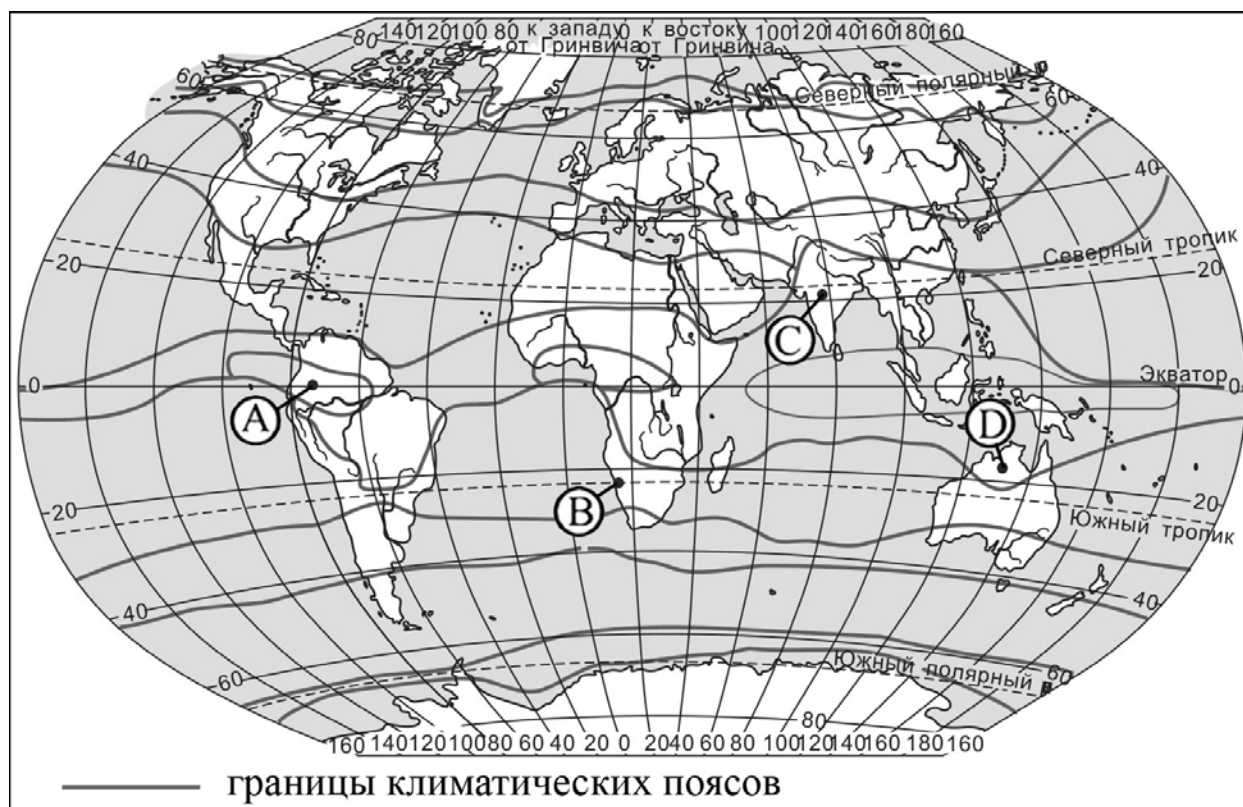 140 120 100 80 к западу 0 к востоку 100 120 140 160 180 160
80 от Гринвича от Гринвича
60 Северный полярный
60
40 40
Северный тропик
20 20
C
Экватор
0 0
A D
B
20 20
Южный тропик
40 40
60 Южный полярный 60
80
160 140 120 100 80 60 40 20 0 20 40 60 80 100 120 140 160 180 160
границы климатических поясов